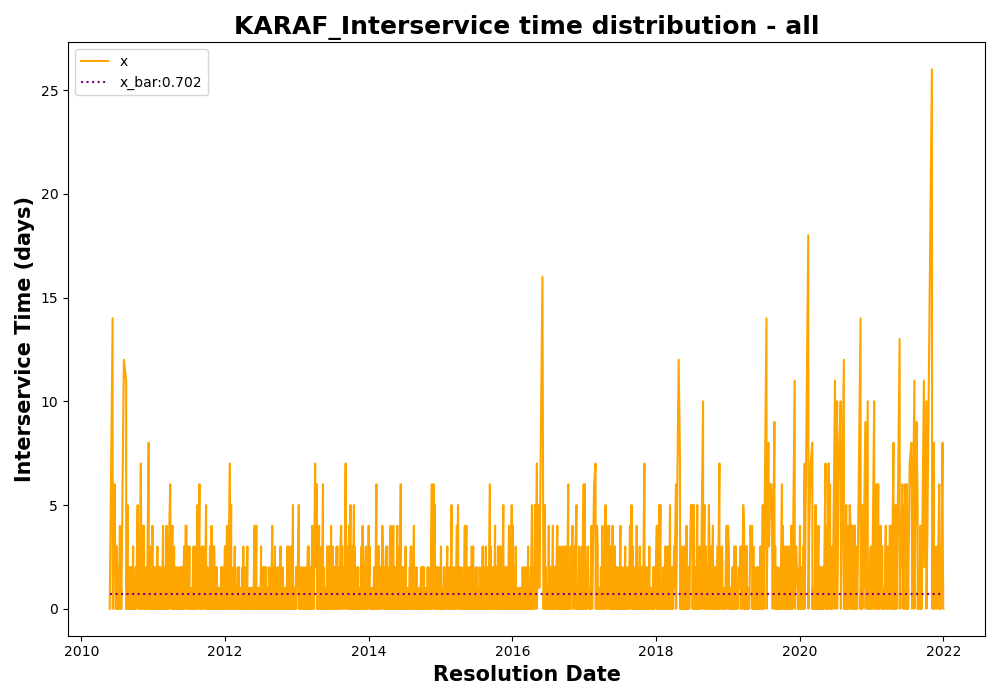 KARAF_Interservice time distribution - all
x
x_bar:0.702
Interservice Time (days)
25
20
15
10
5
0
2010 2012 2014 2016 2018 2020 2022
Resolution Date